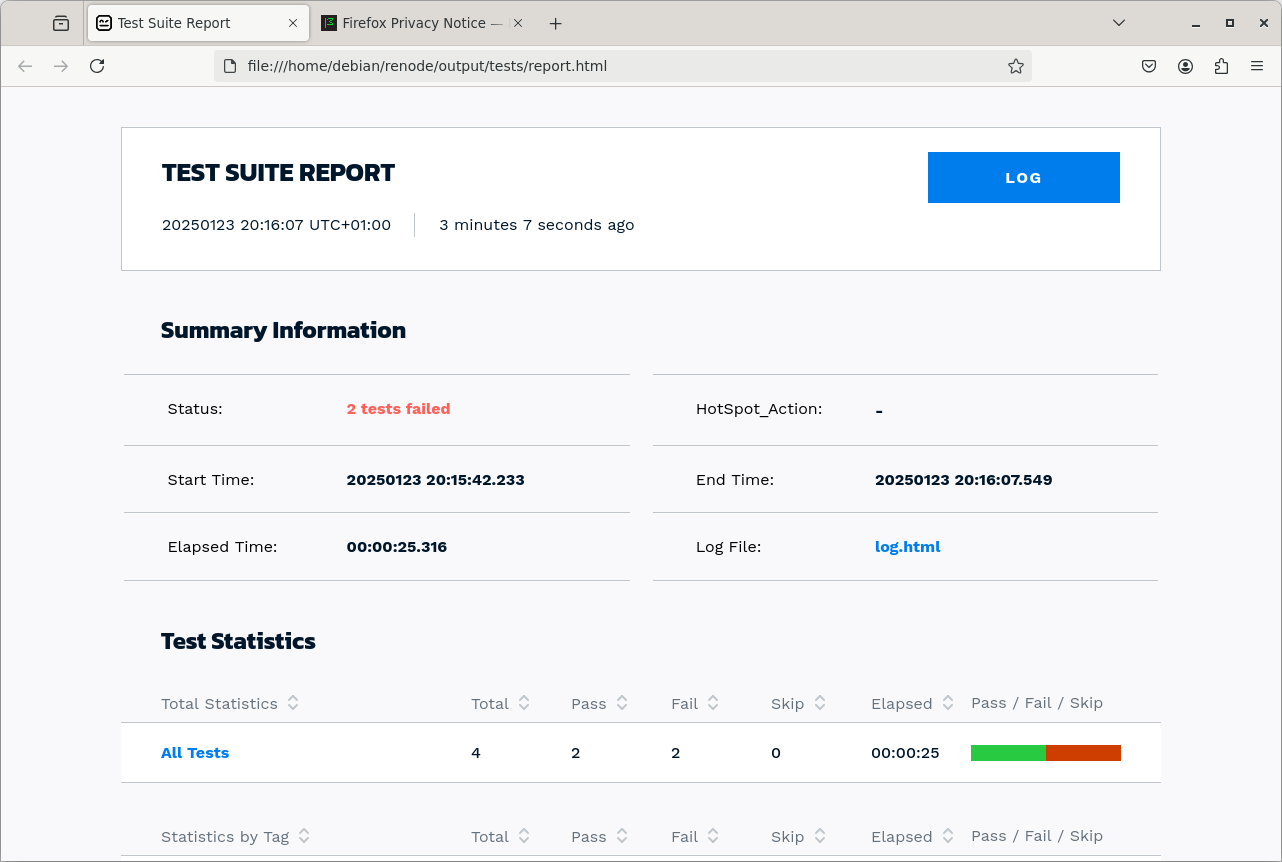 Test Suite Report
Firefox Privacy Notice —
file:///home/debian/renode/output/tests/report.html
TEST SUITE REPORT
LOG
20250123 20:16:07 UTC+01:00
3 minutes 7 seconds ago
Summary Information
Status: 2 tests failed
HotSpot_Action: -
Start Time: 20250123 20:15:42.233
End Time: 20250123 20:16:07.549
Elapsed Time: 00:00:25.316
Log File: log.html
Test Statistics
Total Statistics Total Pass Fail Skip Elapsed Pass / Fail / Skip
All Tests 4 2 2 0 00:00:25
Statistics by Tag Total Pass Fail Skip Elapsed Pass / Fail / Skip